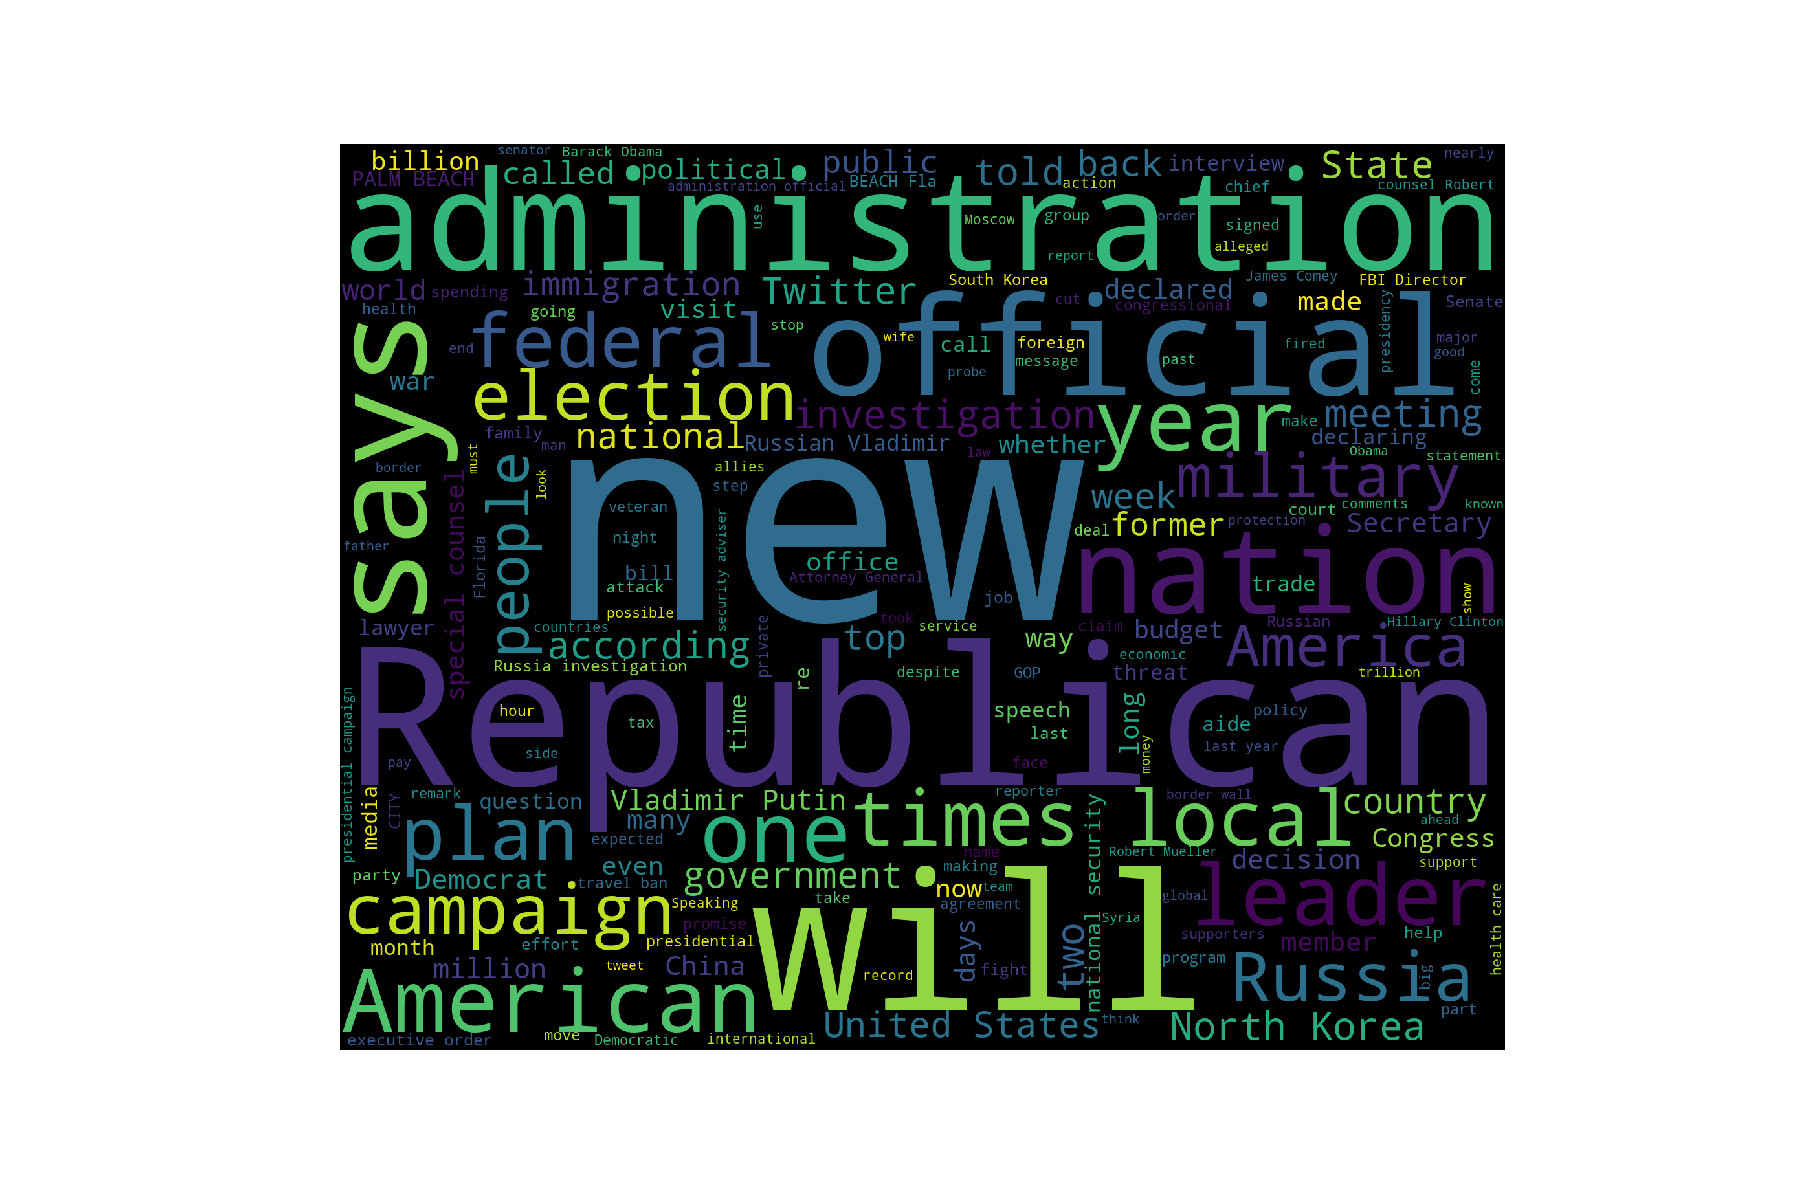 senator
Barack Obama
billion
called
political
public
told
back
interview
State
nearly
PALM BEACH
administration official
BEACH Fla
action
chief
counsel Robert
administration
use
Moscow
group
order
signed
alleged
report
world
spending
immigration
Twitter
South Korea
declared
James Comey
FBI Director
health
going
visit
cut
congressional
made
presidency
Senate
says
federal
stop
official
wife
call
foreign
message
past
fired
major
good
end
war
probe
come
election
investigation
year
make
meeting
family
man
national
Russian Vladimir
whether
declaring
Obama
statement
must
law
border
special counsel
people
look
allies
step
new
week
military
veteran
security adviser
deal
former
protection
court
comments
known
Secretary
father
Florida
night
bill
attack
possible
office
Attorney General
job
nation
trade
show
lawyer
countries
according
private
top
took
service
way
claim
budget
Russian
Hillary Clinton
America
Russia investigation
re
despite
GOP
economic
threat
trillion
Republican
presidential campaign
hour
tax
time
speech
last
long
aide
policy
last year
side
pay
face
money
remark
question
Vladimir Putin
reporter
border wall
country
media
CITY
plan
many
expected
one
times
national security
local
ahead
Congress
party
Democrat
even
travel ban
government
name
making
Robert Mueller
decision
support
campaign
Speaking
take
now
team
agreement
will
global
leader
health care
month
effort
promise
presidential
Syria
supporters
member
help
million
tweet
China
record
days
fight
two
program
Russia
big
American
United States
think
North Korea
part
executive order
move
Democratic
international